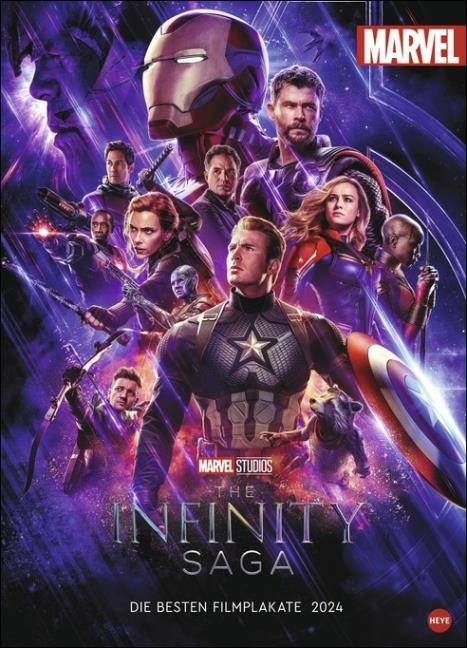 MARVEL
MARVEL STUDIOS
THE
INFINITY
SAGA
DIE BESTEN FILMPLAKATE 2024
HEYE